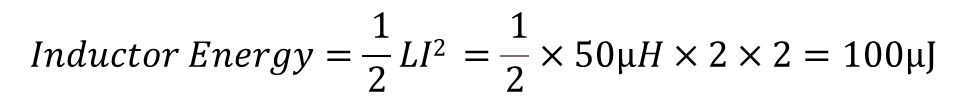 Inductor Energy = 1/2 LI² = 1/2 × 50μH × 2 × 2 = 100μJ